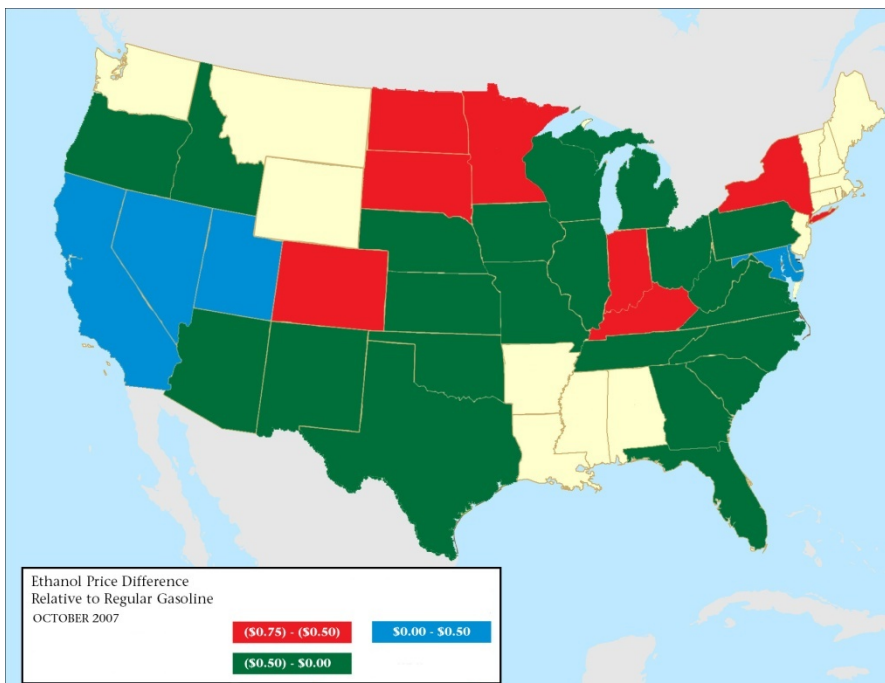 Ethanol Price Difference
Relative to Regular Gasoline
OCTOBER 2007
($0.75) - ($0.50)
$0.00 - $0.50
($0.50) - $0.00